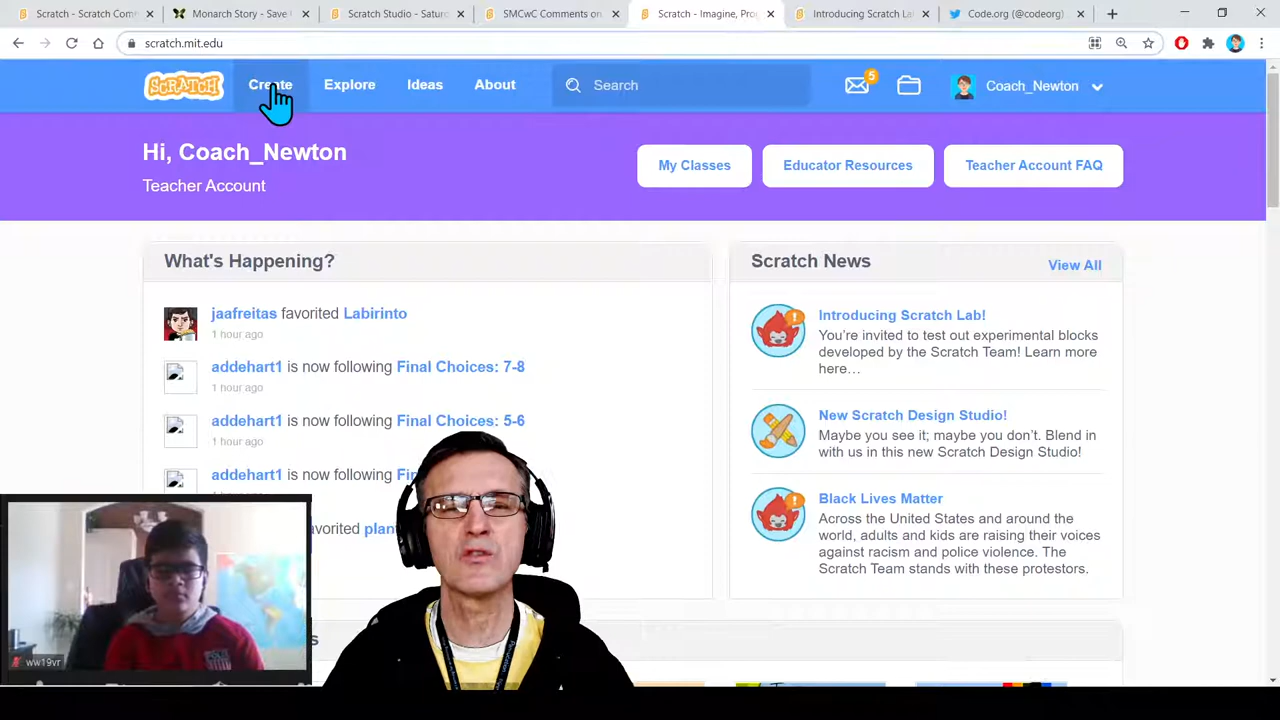 Scratch - Scratch Com
Monarch Story - Save
Scratch Studio - Satur
SMCwC Comments on
Scratch - Imagine, Pro
Introducing Scratch La
Code.org (@codeorg)
scratch.mit.edu
SCRATCH Create Explore Ideas About Search 5 Coach_Newton
Hi, Coach_Newton
Teacher Account
My Classes Educator Resources Teacher Account FAQ
What's Happening?
jaafreitas favorited Labirinto
1 hour ago
addehart1 is now following Final Choices: 7-8
1 hour ago
addehart1 is now following Final Choices: 5-6
1 hour ago
addehart1 is now following
avorited plan
ww19vr
Scratch News View All
Introducing Scratch Lab!
You're invited to test out experimental blocks
developed by the Scratch Team! Learn more
here…
New Scratch Design Studio!
Maybe you see it; maybe you don't. Blend in
with us in this new Scratch Design Studio!
Black Lives Matter
Across the United States and around the
world, adults and kids are raising their voices
against racism and police violence. The
Scratch Team stands with these protestors.